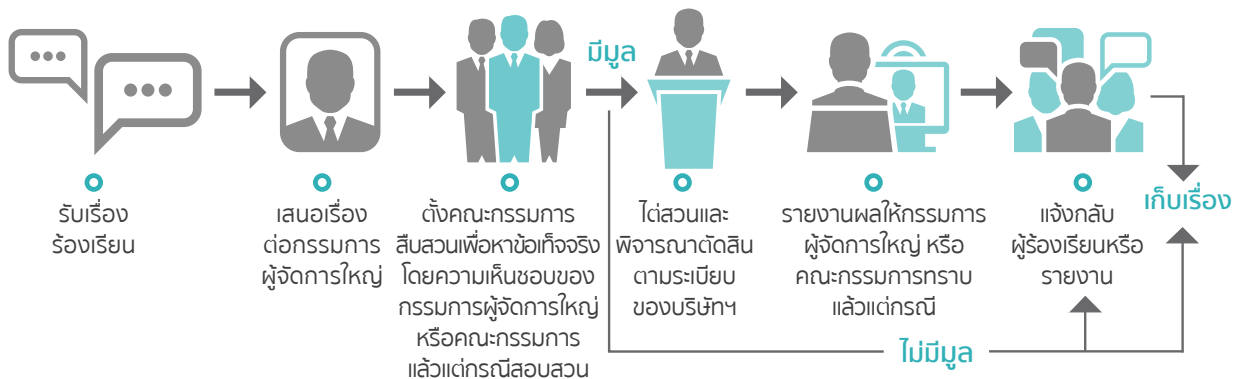 มีมูล
รับเรื่อง
ร้องเรียน
เสนอเรื่อง
ต่อกรรมการ
ผู้จัดการใหญ่
ตั้งคณะกรรมการ
สืบสวนเพื่อหาข้อเท็จจริง
โดยความเห็นชอบของ
กรรมการผู้จัดการใหญ่
หรือคณะกรรมการ
แล้วแต่กรณีสอบสวน
ไต่สวนและ
พิจารณาตัดสิน
ตามระเบียบ
ของบริษัทฯ
รายงานผลให้กรรมการ
ผู้จัดการใหญ่ หรือ
คณะกรรมการทราบ
แล้วแต่กรณี
แจ้งกลับ
ผู้ร้องเรียนหรือ
รายงาน
เก็บเรื่อง
ไม่มีมูล